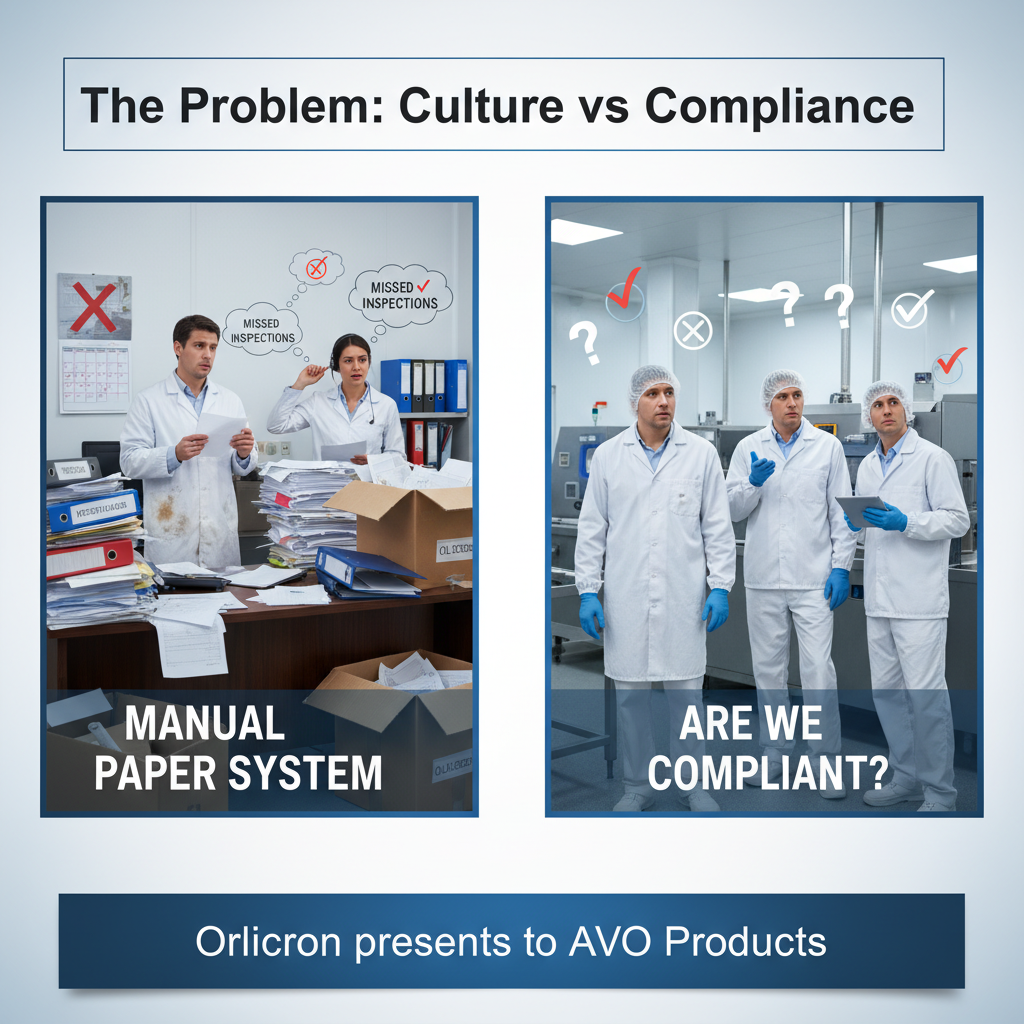 The Problem: Culture vs Compliance
MISSED
INSPECTIONS
MISSED
INSPECTIONS
MANUAL
PAPER SYSTEM
ARE WE
COMPLIANT?
Orlicron presents to AVO Products